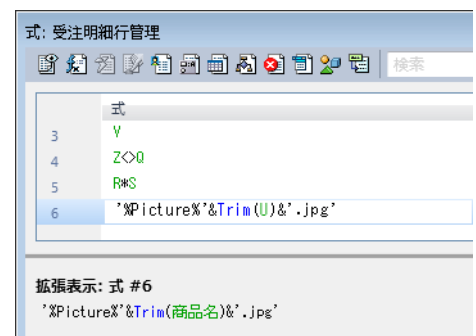 式: 受注明細行管理
検索
式
3 Y
4 Z<>Q
5 R*S
6 '%Picture%'&Trim(U)&'.jpg'
拡張表示: 式 #6
'%Picture%'&Trim(商品名)&'.jpg'